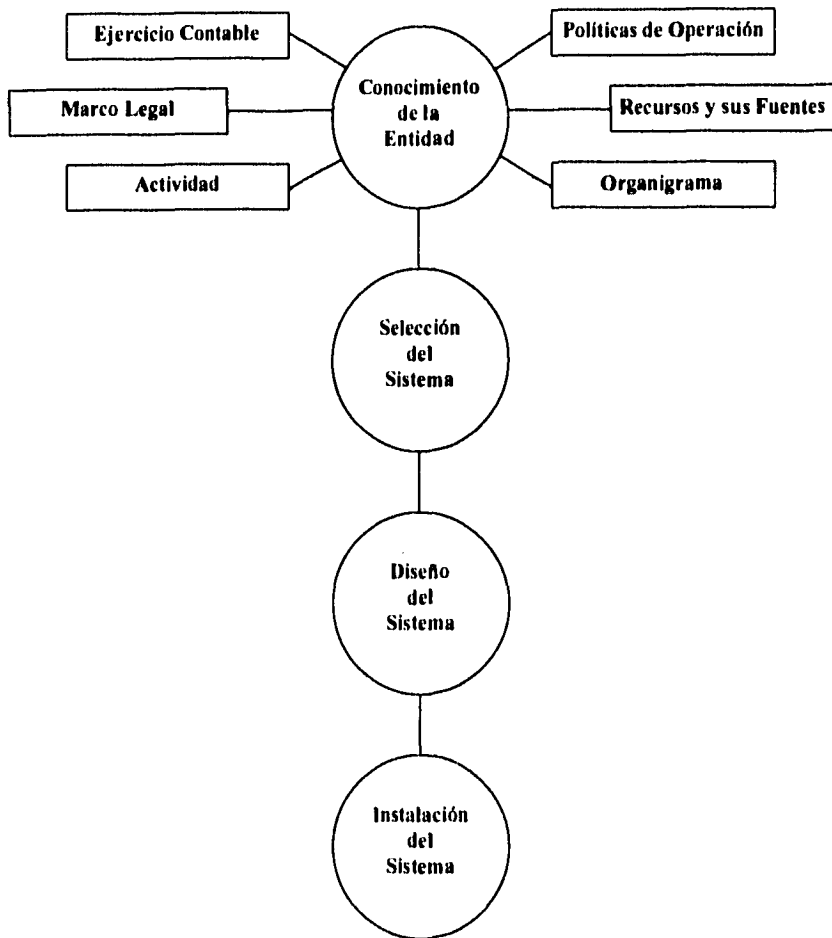 Ejercicio Contable
Marco Legal
Actividad
Conocimiento
de la
Entidad
Políticas de Operación
Recursos y sus Fuentes
Organigrama
Selección
del
Sistema
Diseño
del
Sistema
Instalación
del
Sistema